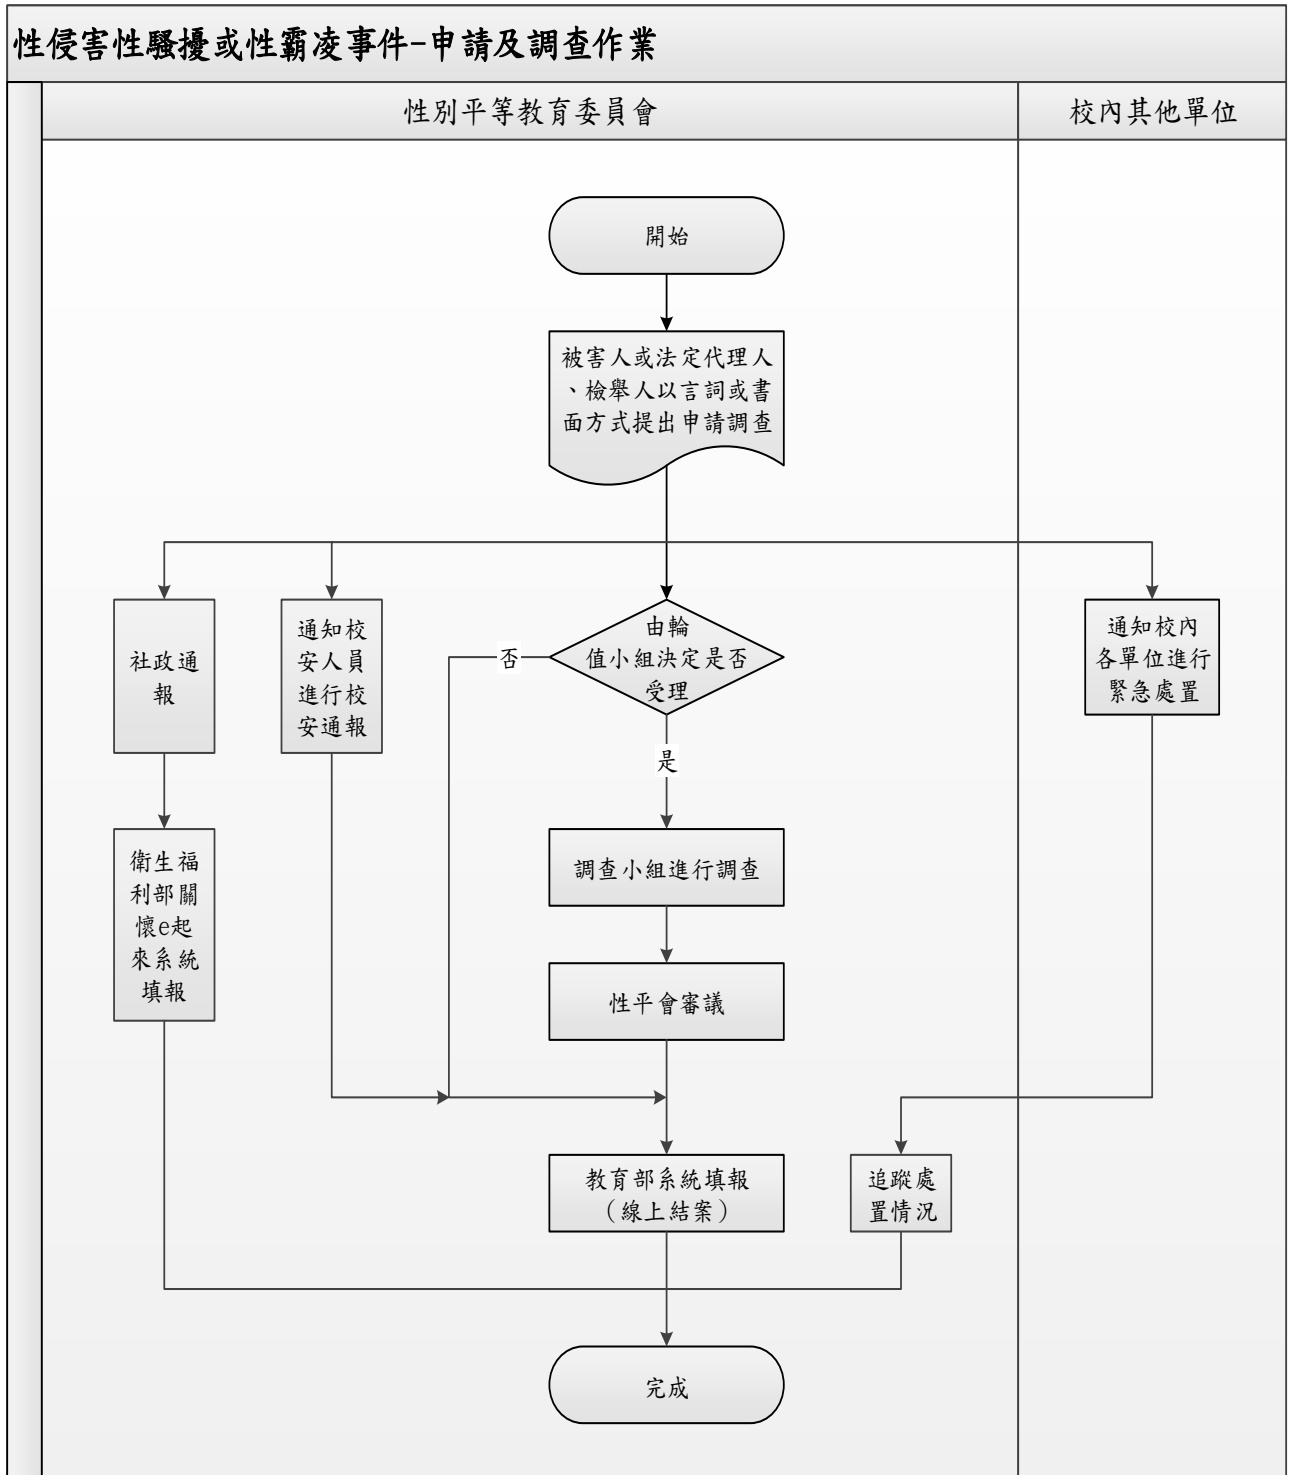 性侵害性騷擾或性霸凌事件-申請及調查作業
性別平等教育委員會
校內其他單位
開始
被害人或法定代理人
、檢舉人以言詞或書
面方式提出申請調查
社政通
報
通知校
安人員
進行校
安通報
否
由輪
值小組決定是否
受理
通知校內
各單位進行
緊急處置
是
衛生福
利部關
懷e起
來系統
填報
調查小組進行調查
性平會審議
教育部系統填報
（線上結案）
追蹤處
置情況
完成